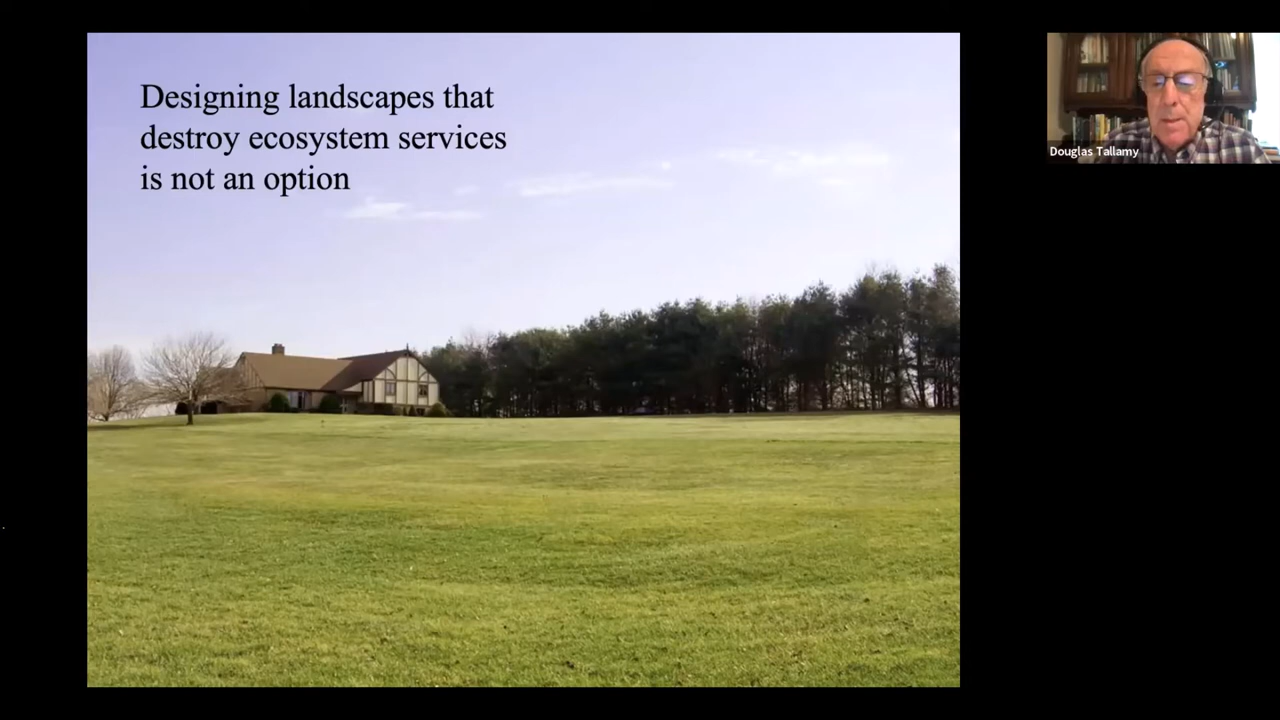 Designing landscapes that
destroy ecosystem services
is not an option
Douglas Tallamy